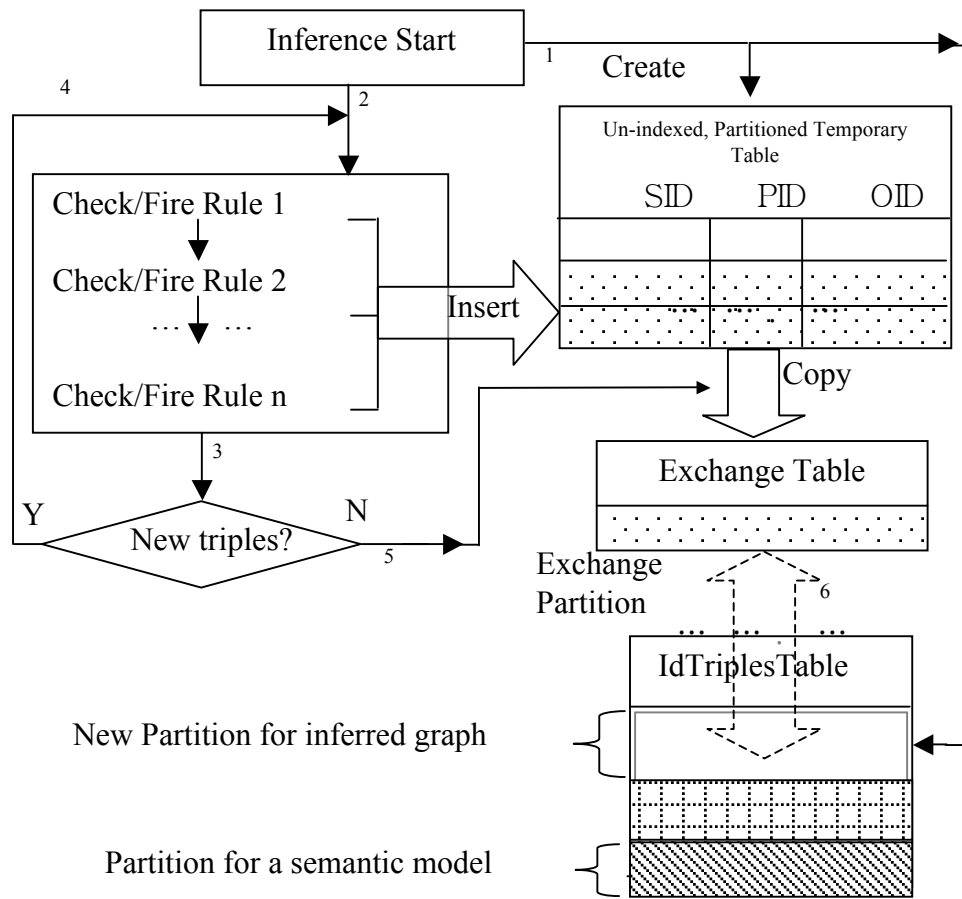 Inference Start
1
Create
4
2
Un-indexed, Partitioned Temporary
Table
SID PID OID
Check/Fire Rule 1
Check/Fire Rule 2
... ...
Check/Fire Rule n
Insert
... ... ...
Copy
3
Exchange Table
Y
N
New triples?
5
Exchange
Partition
6
... ... ...
IdTriplesTable
New Partition for inferred graph
Partition for a semantic model